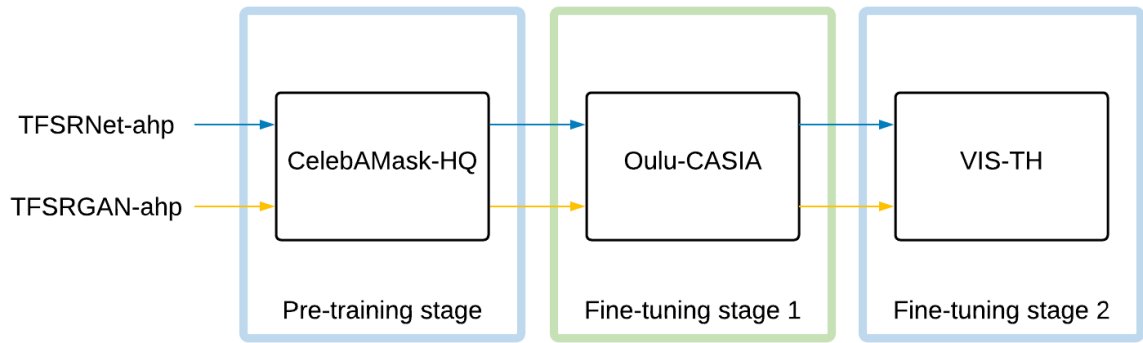 TFSRNet-ahp
TFSRGAN-ahp
CelebAMask-HQ
Pre-training stage
Oulu-CASIA
Fine-tuning stage 1
VIS-TH
Fine-tuning stage 2